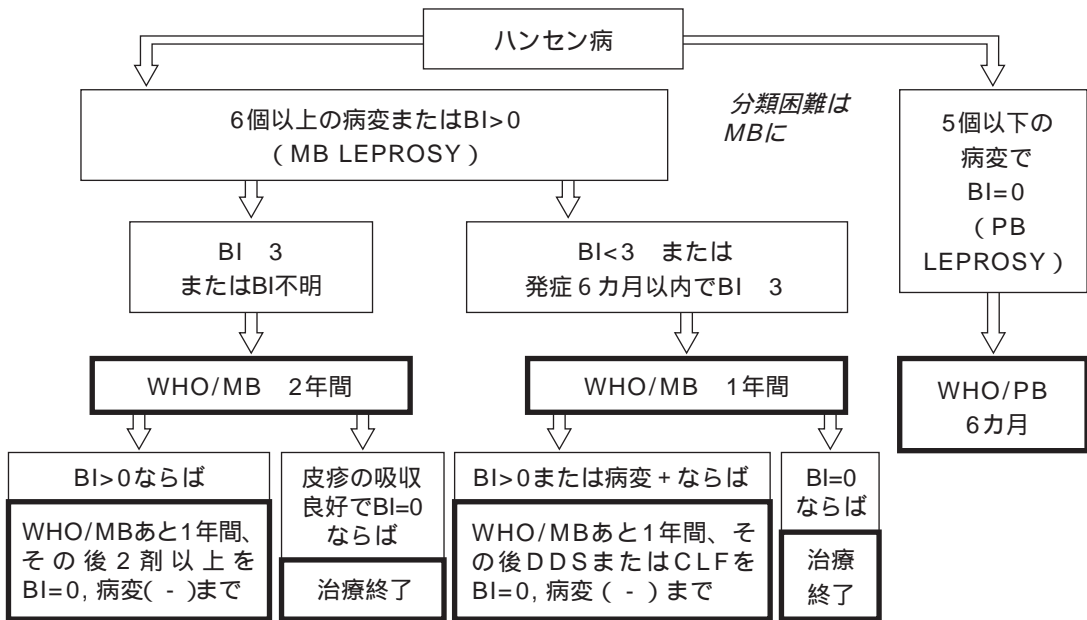 ハンセン病
6個以上の病変またはBI>0
(MB LEPROSY)
分類困難は
MBに
5個以下の
病変で
BI=0
(PB
LEPROSY)
BI 3
またはBI不明
BI<3 または
発症6カ月以内でBI 3
WHO/MB 2年間
WHO/MB 1年間
WHO/PB
6カ月
BI>0ならば
WHO/MBあと1年間、
その後2剤以上を
BI=0, 病変( - )まで
皮疹の吸収
良好でBI=0
ならば
治療終了
BI>0または病変+ならば
WHO/MBあと1年間、そ
の後DDSまたはCLFを
BI=0, 病変( - )まで
BI=0
ならば
治療
終了